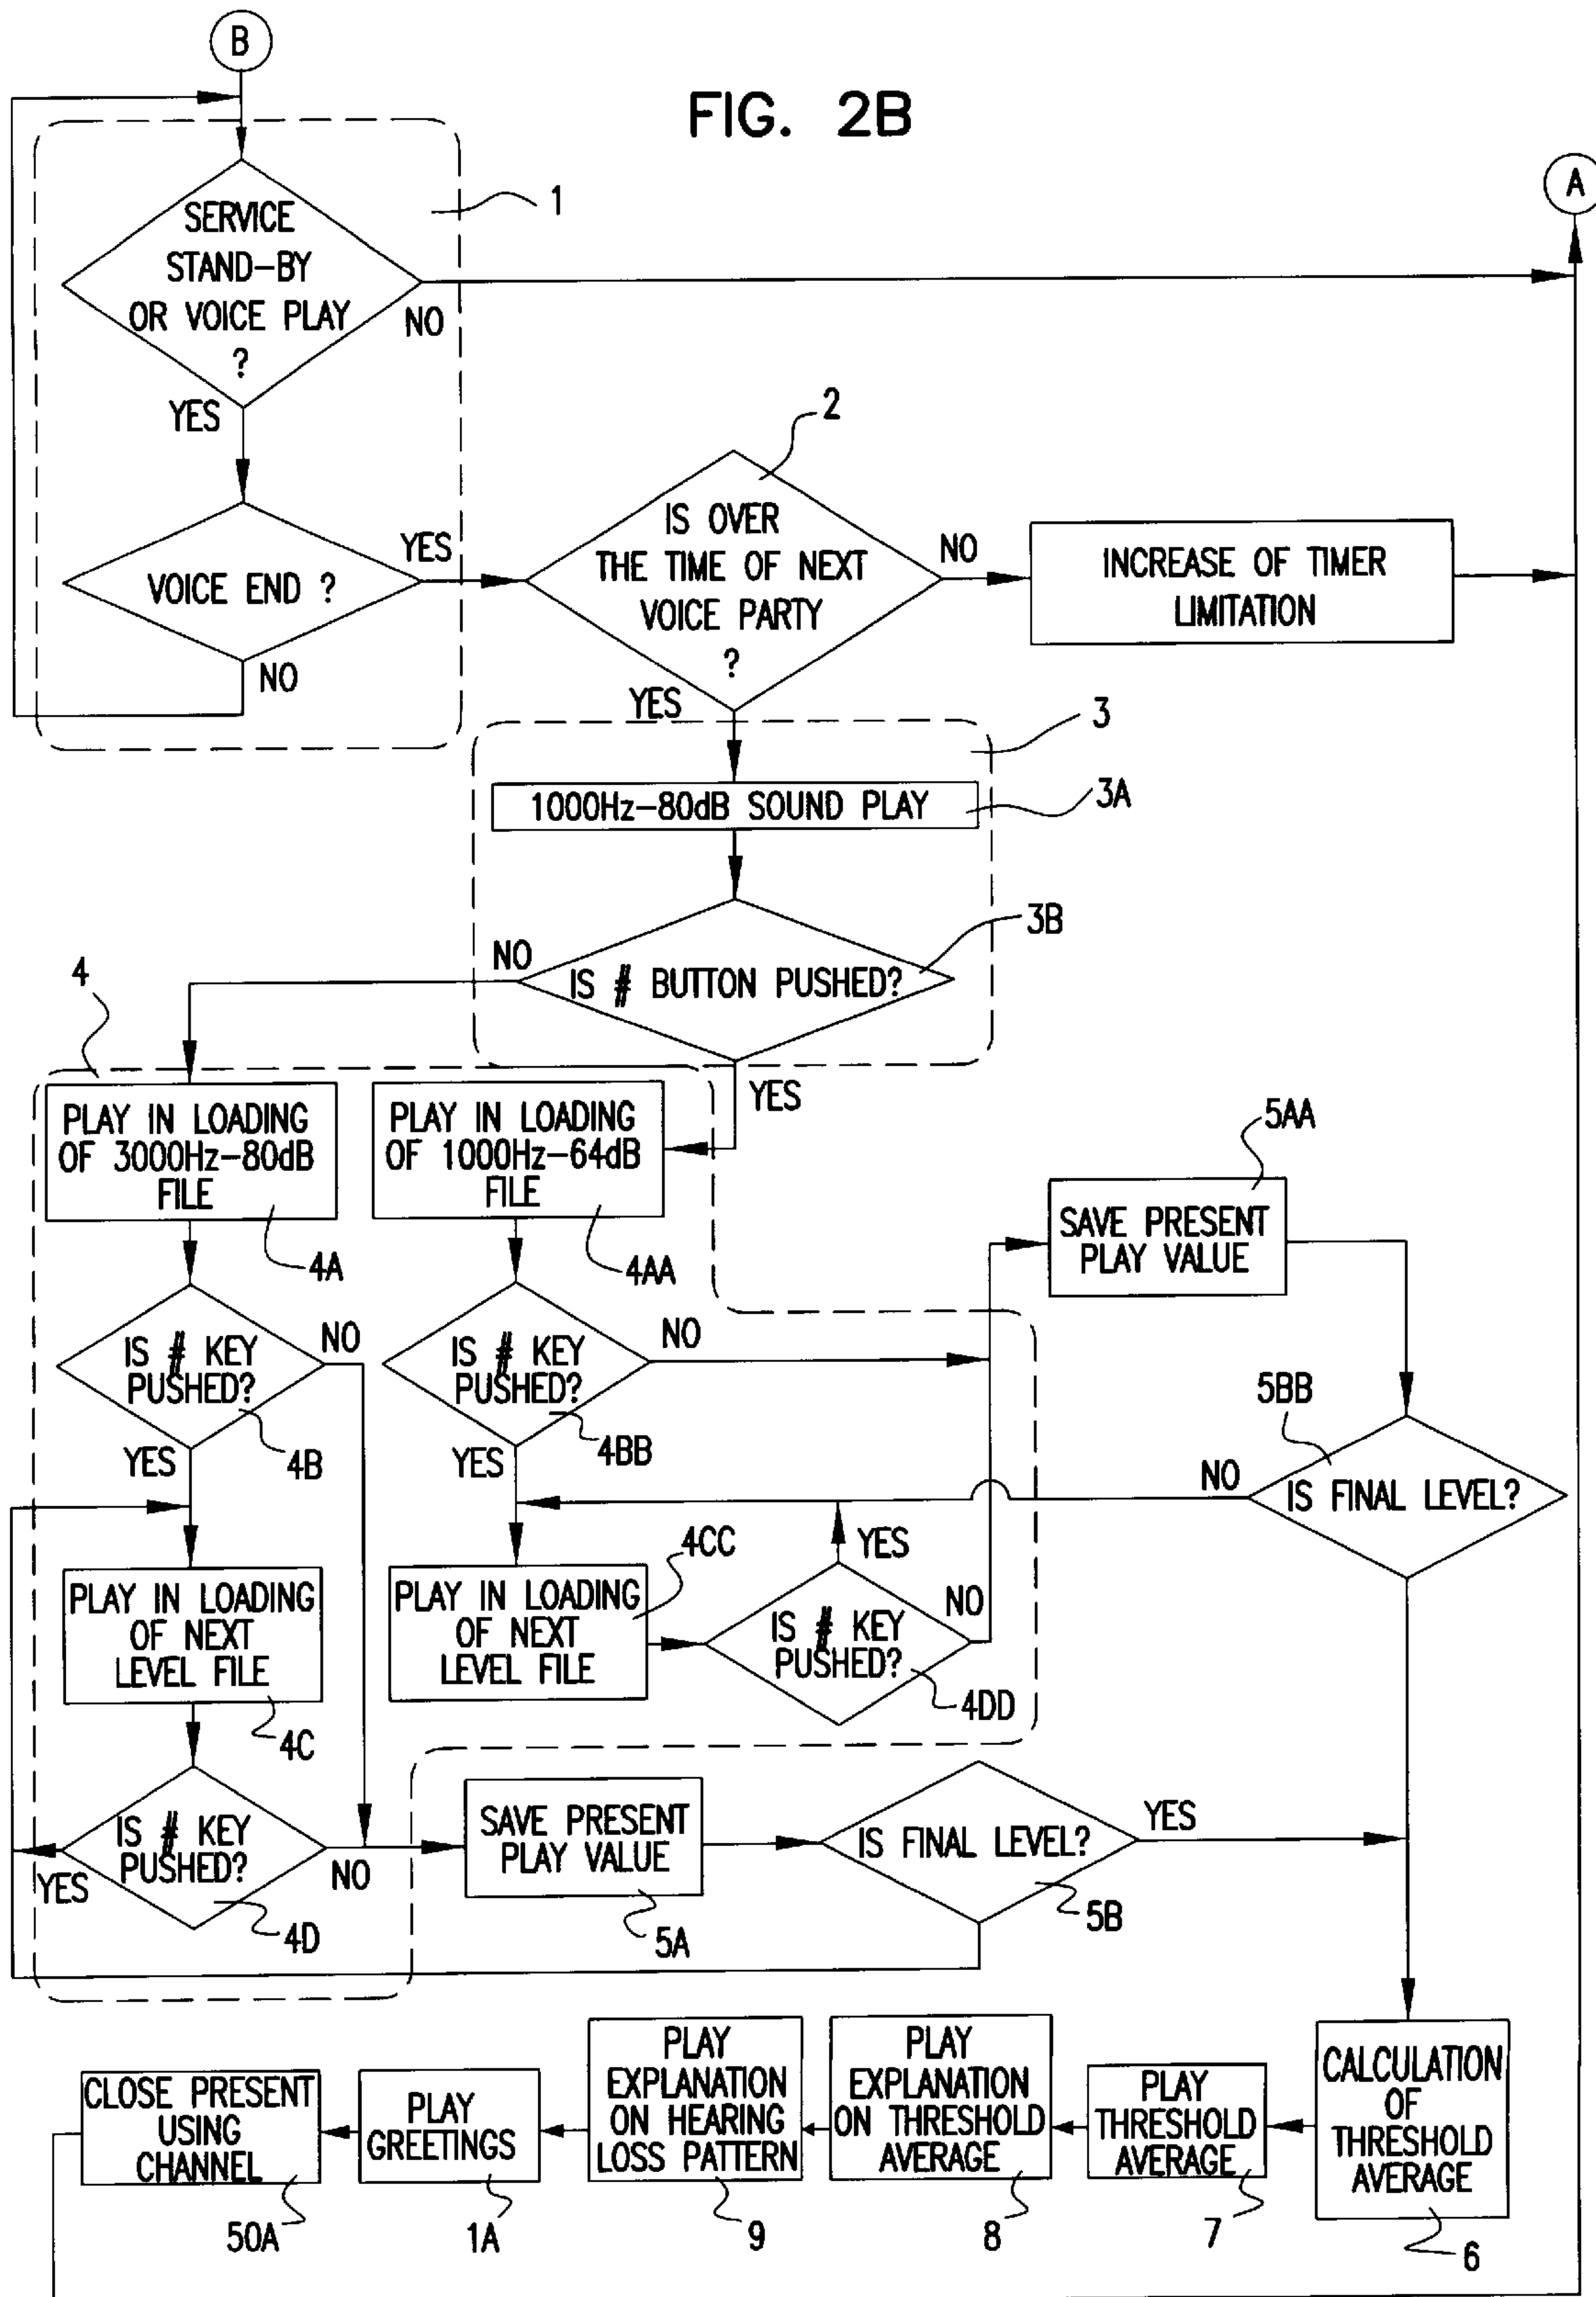 B
FIG. 2B
A
1
SERVICE
STAND-BY
OR VOICE PLAY
?
NO
YES
2
IS OVER
THE TIME OF NEXT
VOICE PARTY
?
NO
YES
INCREASE OF TIMER
LIMITATION
VOICE END ?
YES
NO
3
1000Hz-80dB SOUND PLAY
3A
3B
IS # BUTTON PUSHED?
NO
YES
4
PLAY IN LOADING
OF 3000Hz-80dB
FILE
4A
PLAY IN LOADING
OF 1000Hz-64dB
FILE
4AA
5AA
SAVE PRESENT
PLAY VALUE
IS # KEY
PUSHED?
NO
YES
4B
IS # KEY
PUSHED?
NO
YES
4BB
5BB
NO
IS FINAL LEVEL?
PLAY IN LOADING
OF NEXT
LEVEL FILE
4C
PLAY IN LOADING
OF NEXT
LEVEL FILE
4CC
YES
IS # KEY
PUSHED?
NO
4DD
IS # KEY
PUSHED?
YES
NO
4D
SAVE PRESENT
PLAY VALUE
5A
IS FINAL LEVEL?
YES
5B
CLOSE PRESENT
USING
CHANNEL
50A
PLAY
GREETINGS
1A
PLAY
EXPLANATION
ON HEARING
LOSS PATTERN
9
PLAY
EXPLANATION
ON THRESHOLD
AVERAGE
8
PLAY
THRESHOLD
AVERAGE
7
CALCULATION
OF
THRESHOLD
AVERAGE
6